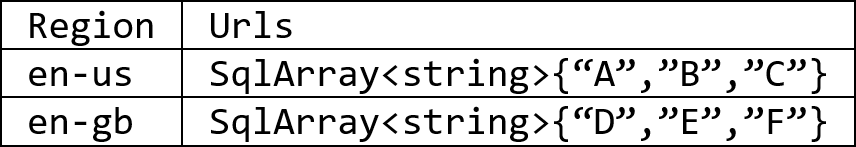 Region Urls
en-us SqlArray<string>{“A”,”B”,”C”}
en-gb SqlArray<string>{“D”,”E”,”F”}